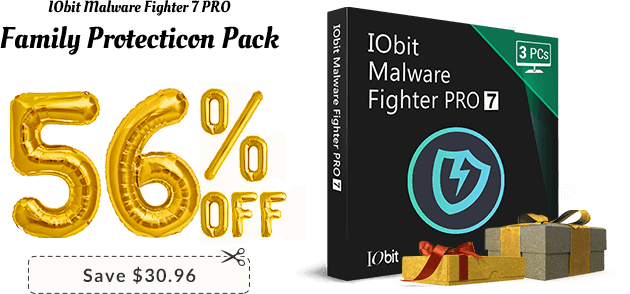 IObit Malware Fighter 7 PRO
Family Protecticon Pack
56% OFF
Save $30.96
3 PCs
IObit
Malware
Fighter PRO 7
IObit Malware Fighter PRO 7
IObit